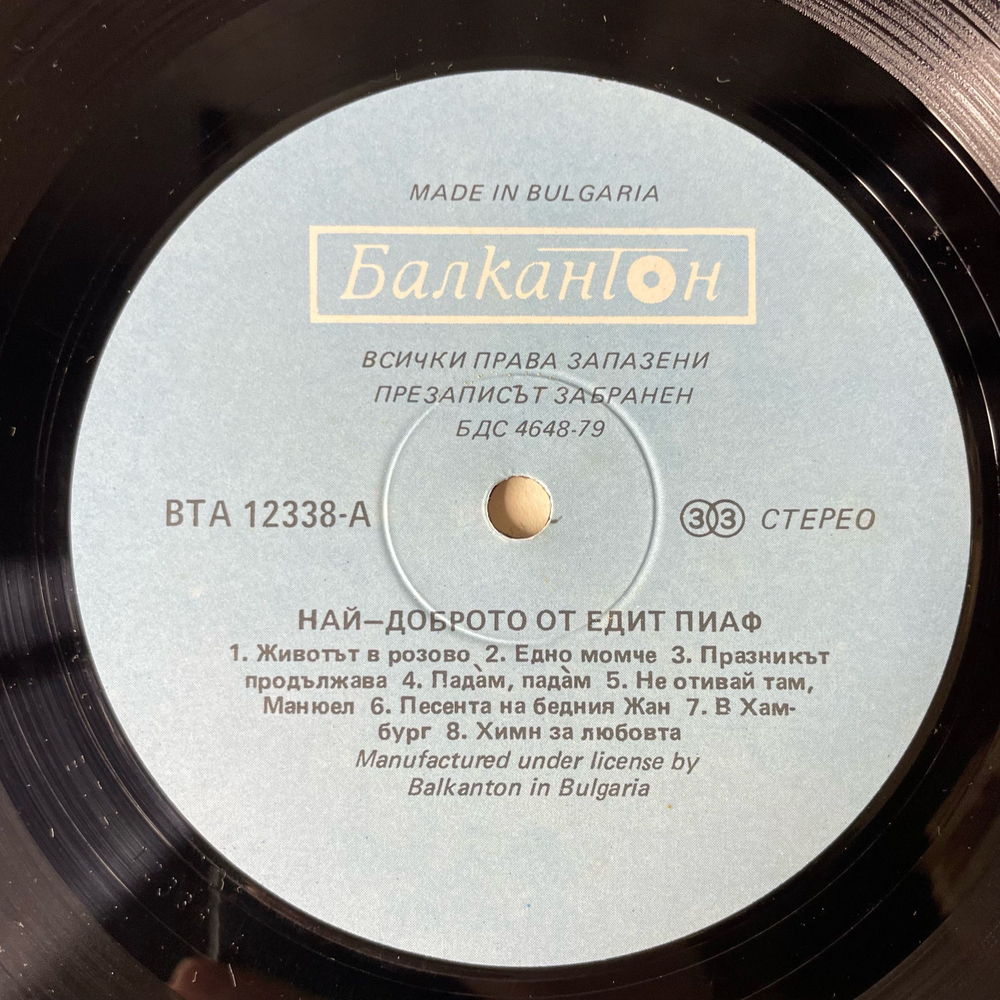 MADE IN BULGARIA
Балкантон
ВСИЧКИ ПРАВА ЗАПАЗЕНИ
ПРЕЗАПИСЪТ ЗАБРАНЕН
БДС 4648-79
ВТА 12338-А
33 СТЕРЕО
НАЙ—ДОБРОТО ОТ ЕДИТ ПИАФ
1. Животът в розово 2. Едно момче 3. Празникът
продължава 4. Пада̀м, пада̀м 5. Не отивай там,
Манюел 6. Песента на бедния Жан 7. В Хам-
бург 8. Химн за любовта
Manufactured under license by
Balkanton in Bulgaria